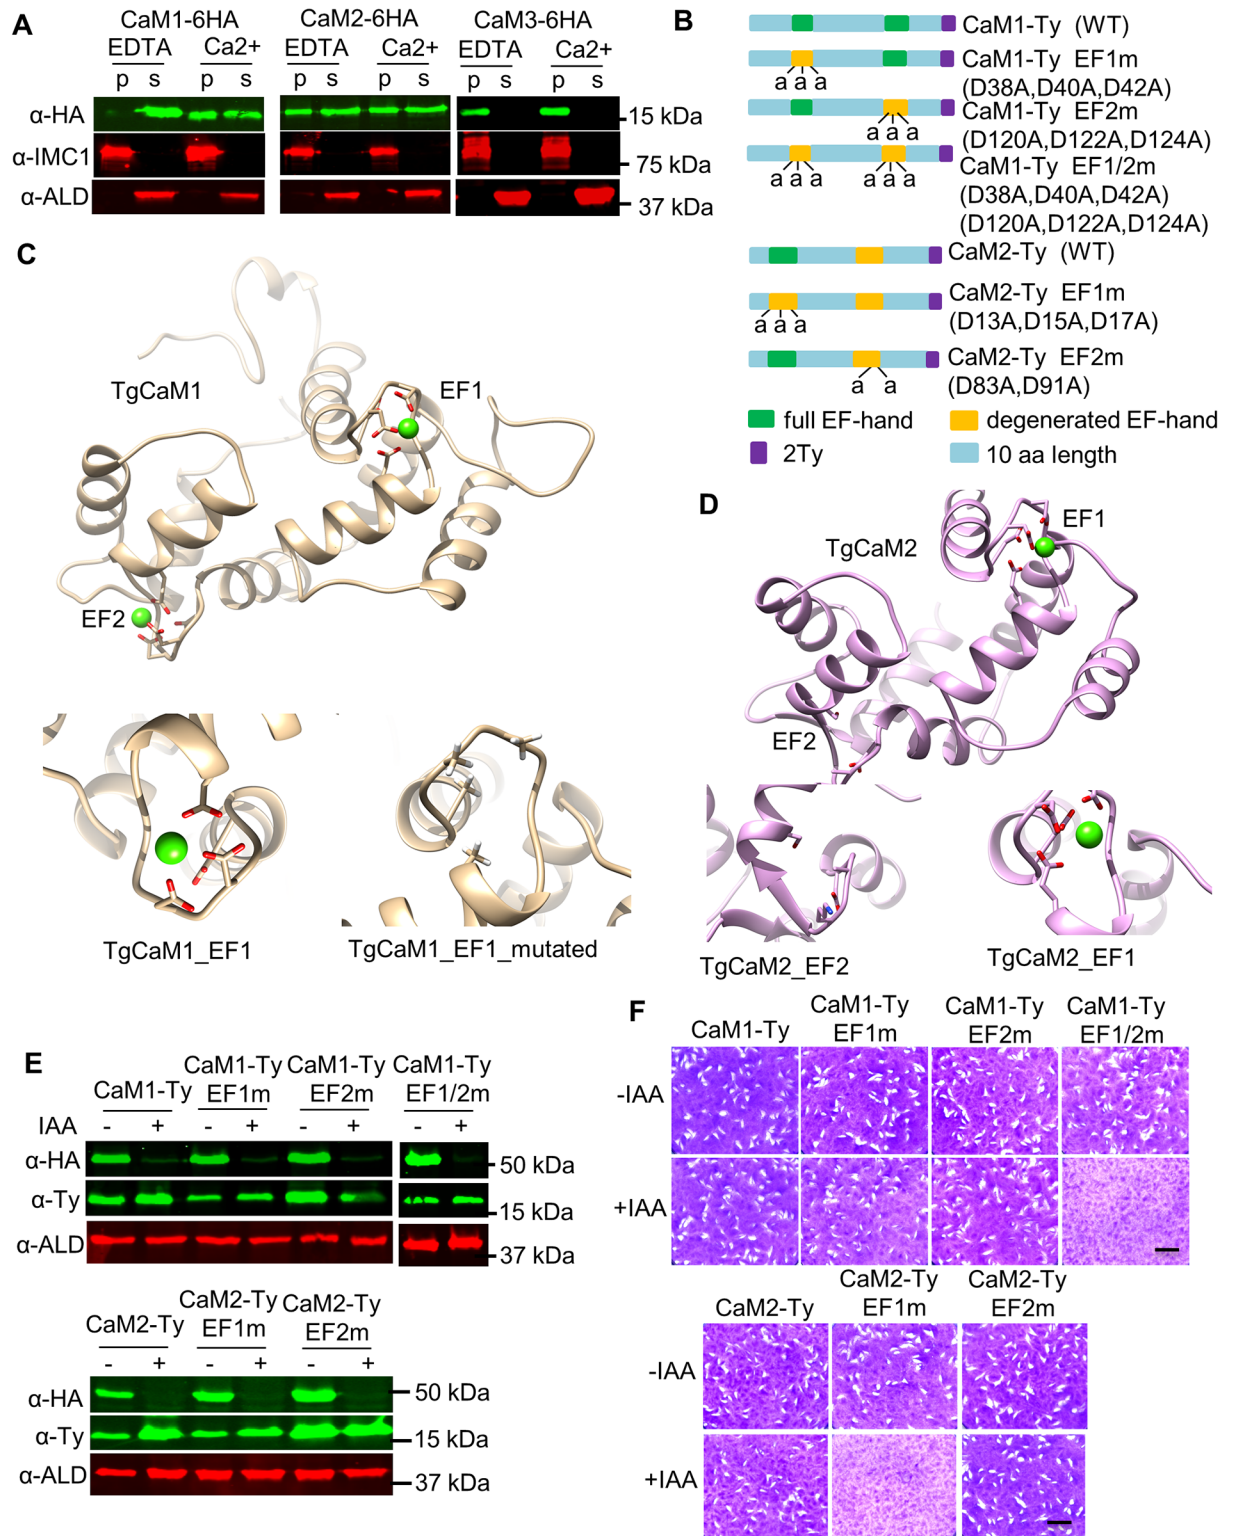 A
CaM1-6HA CaM2-6HA CaM3-6HA
EDTA Ca2+ EDTA Ca2+ EDTA Ca2+
p s p s p s p s p s p s
α-HA
15 kDa
α-IMC1
75 kDa
α-ALD
37 kDa
B
CaM1-Ty (WT)
CaM1-Ty EF1m
a a a
(D38A,D40A,D42A)
CaM1-Ty EF2m
a a a
(D120A,D122A,D124A)
CaM1-Ty EF1/2m
a a a a a a
(D38A,D40A,D42A)
(D120A,D122A,D124A)
CaM2-Ty (WT)
CaM2-Ty EF1m
a a a
(D13A,D15A,D17A)
CaM2-Ty EF2m
a a
(D83A,D91A)
full EF-hand
degenerated EF-hand
2Ty
10 aa length
C
TgCaM1
EF1
EF2
TgCaM1_EF1
TgCaM1_EF1_mutated
D
TgCaM2
EF1
EF2
TgCaM2_EF2
TgCaM2_EF1
E
CaM1-Ty
CaM1-Ty
EF1m
CaM1-Ty
EF2m
CaM1-Ty
EF1/2m
IAA - + - + - + - +
α-HA
50 kDa
α-Ty
15 kDa
α-ALD
37 kDa
CaM2-Ty
CaM2-Ty
EF1m
CaM2-Ty
EF2m
- + - + - +
α-HA
50 kDa
α-Ty
15 kDa
α-ALD
37 kDa
F
CaM1-Ty
CaM1-Ty
EF1m
CaM1-Ty
EF2m
CaM1-Ty
EF1/2m
-IAA
+IAA
CaM2-Ty
CaM2-Ty
EF1m
CaM2-Ty
EF2m
-IAA
+IAA